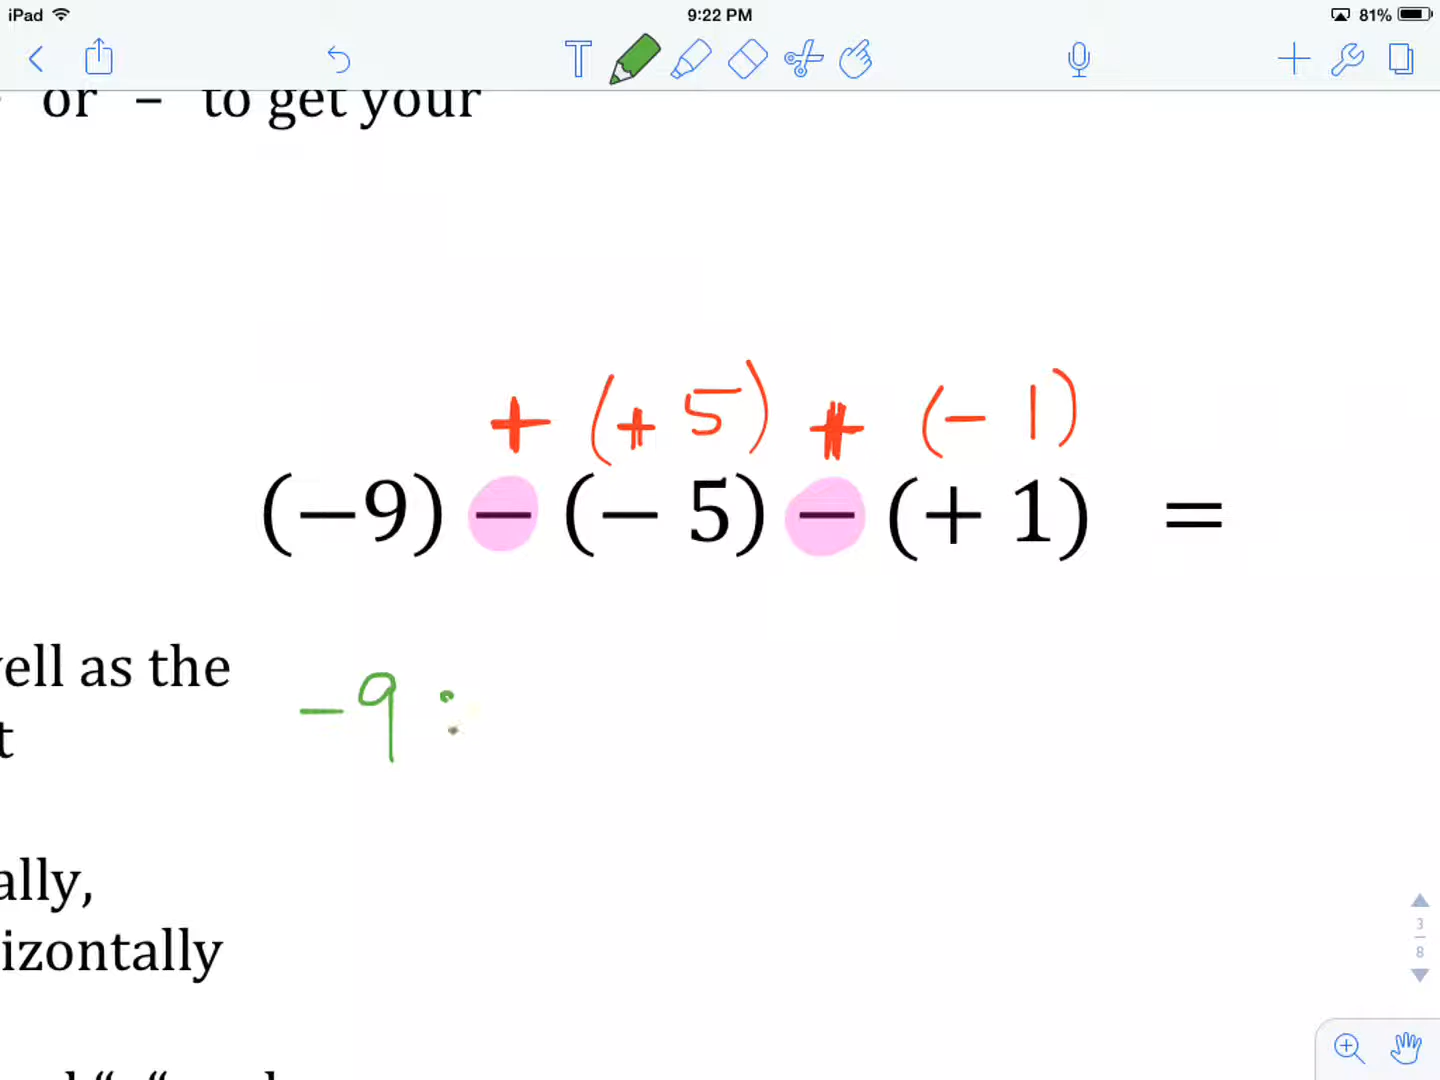 iPad 9:22 PM 81%
T
or – to get your
+ (+ 5) + (- 1)
(−9) − (− 5) − (+ 1) =
well as the
-9
t
ally,
izontally
3
8